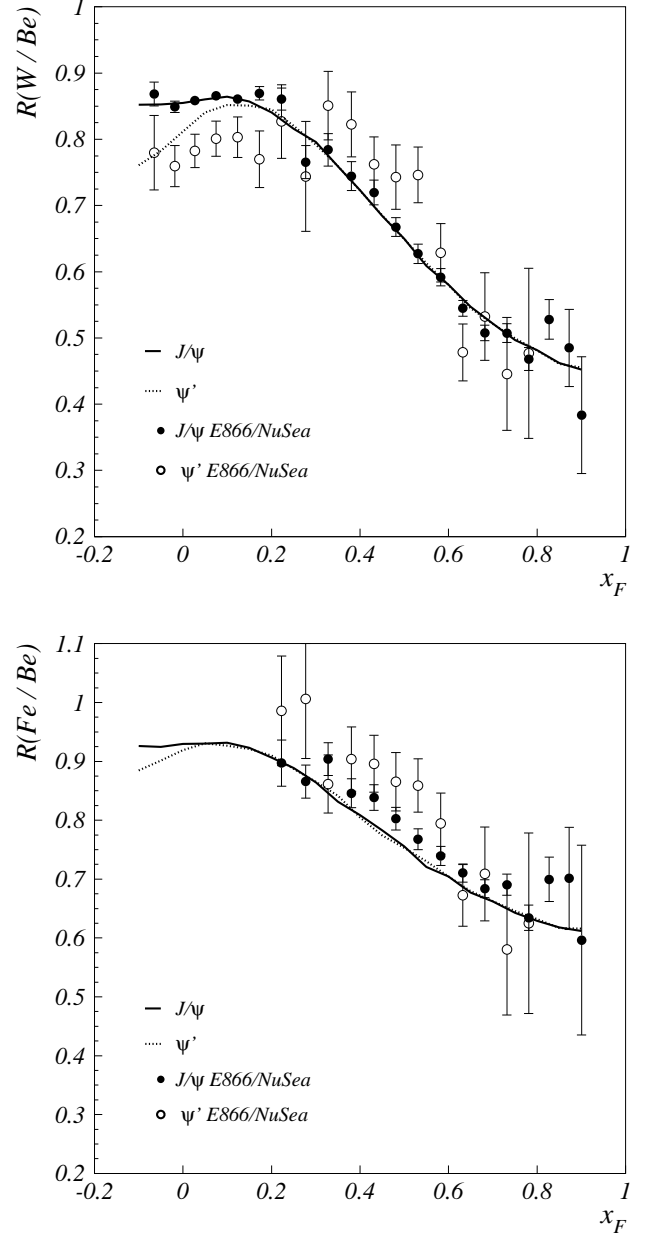 R(W / Be)
1
0.9
0.8
0.7
0.6
0.5
0.4
0.3
0.2
J/ψ
ψ’
J/ψ E866/NuSea
ψ’ E866/NuSea
-0.2 0 0.2 0.4 0.6 0.8 1
x_F
R(Fe / Be)
1.1
1
0.9
0.8
0.7
0.6
0.5
0.4
0.3
0.2
J/ψ
ψ’
J/ψ E866/NuSea
ψ’ E866/NuSea
-0.2 0 0.2 0.4 0.6 0.8 1
x_F